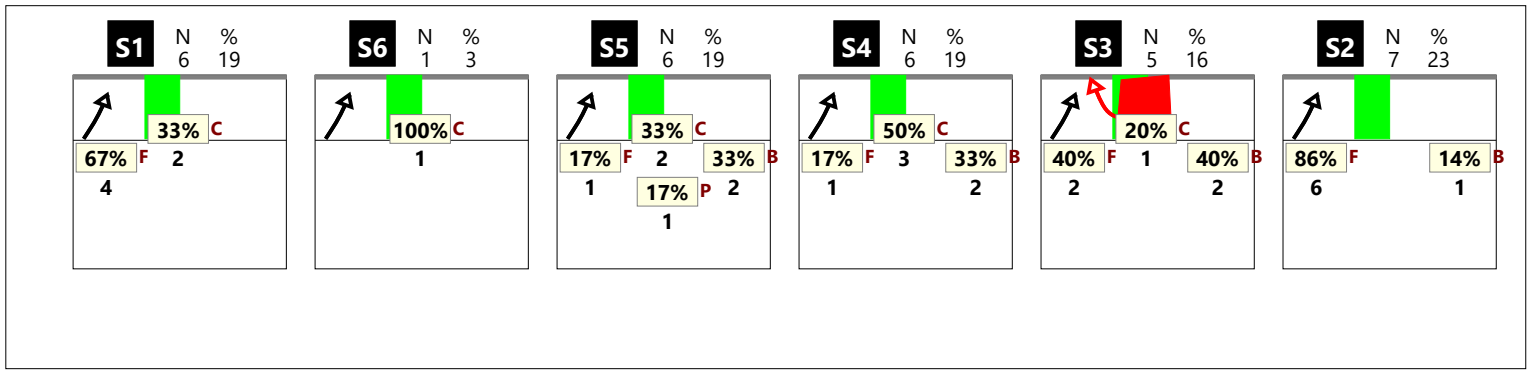 S1 N % S6 N % S5 N % S4 N % S3 N % S2 N %
6 19 1 3 6 19 6 19 5 16 7 23
33% C 100% C 33% C 50% C 20% C
67% F 2 1 17% F 2 33% B 17% F 3 33% B 40% F 1 40% B 86% F 14% B
4 1 17% P 2 1 2 2 2 6 1
1